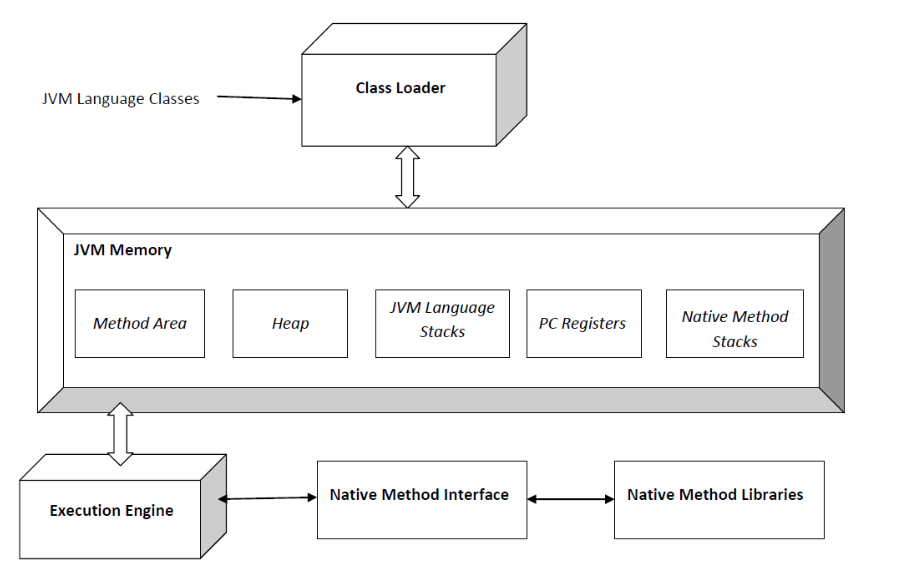 Class Loader
JVM Language Classes
JVM Memory
Method Area
Heap
JVM Language
Stacks
PC Registers
Native Method
Stacks
Execution Engine
Native Method Interface
Native Method Libraries